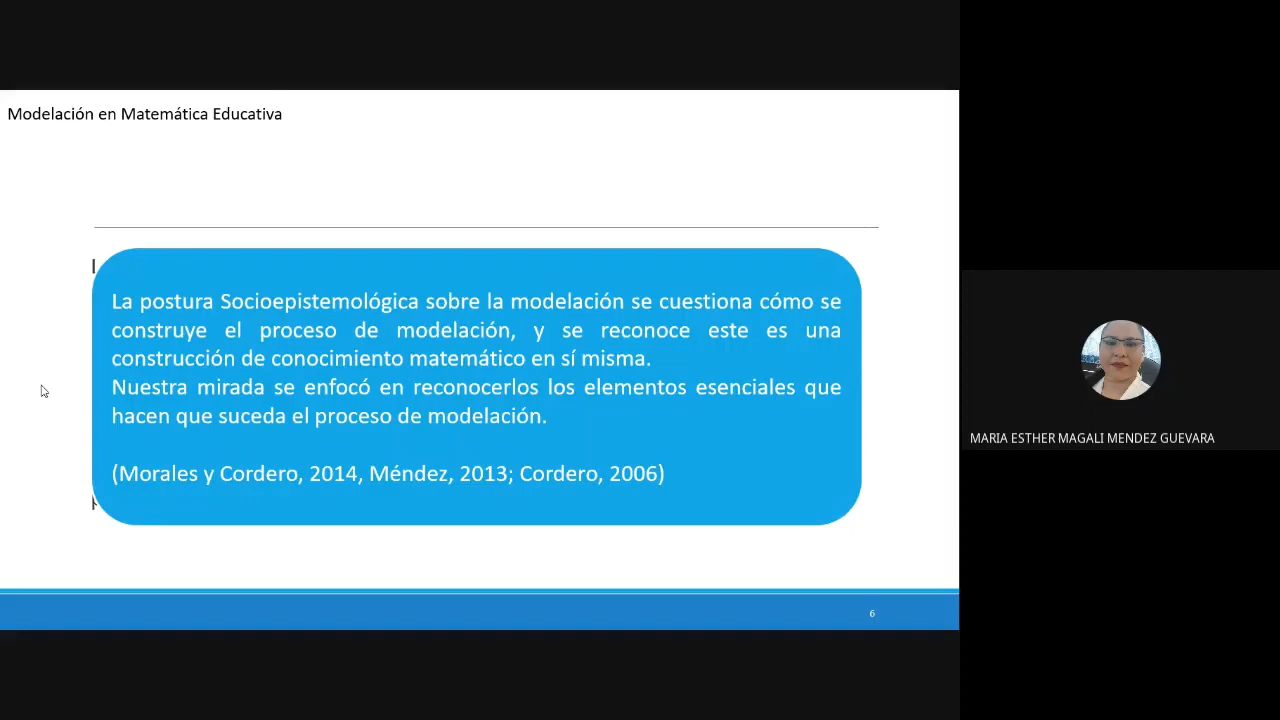 Modelación en Matemática Educativa
La postura Socioepistemológica sobre la modelación se cuestiona cómo se
construye el proceso de modelación, y se reconoce este es una
construcción de conocimiento matemático en sí misma.
Nuestra mirada se enfocó en reconocerlos los elementos esenciales que
hacen que suceda el proceso de modelación.
(Morales y Cordero, 2014, Méndez, 2013; Cordero, 2006)
6
MARIA ESTHER MAGALI MENDEZ GUEVARA